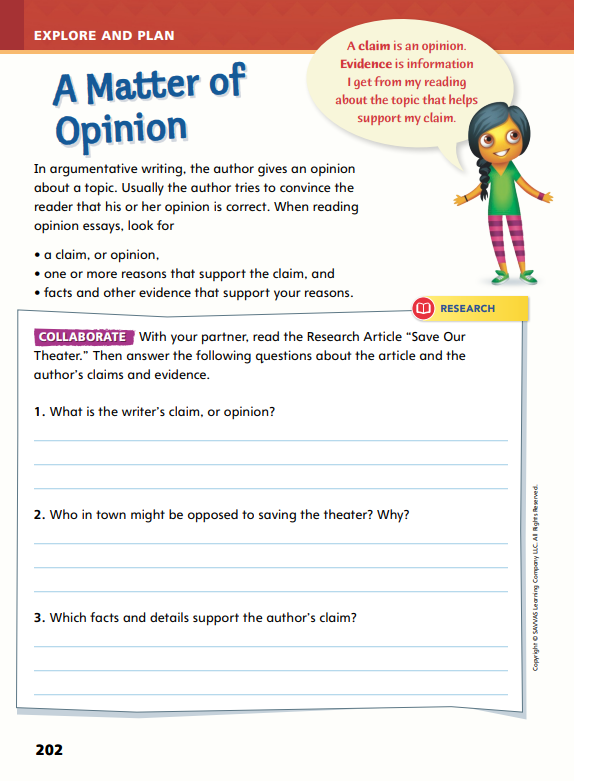 EXPLORE AND PLAN
A Matter of
Opinion
A claim is an opinion.
Evidence is information
I get from my reading
about the topic that helps
support my claim.
In argumentative writing, the author gives an opinion
about a topic. Usually the author tries to convince the
reader that his or her opinion is correct. When reading
opinion essays, look for
• a claim, or opinion,
• one or more reasons that support the claim, and
• facts and other evidence that support your reasons.
RESEARCH
COLLABORATE With your partner, read the Research Article “Save Our
Theater.” Then answer the following questions about the article and the
author’s claims and evidence.
1. What is the writer’s claim, or opinion?
2. Who in town might be opposed to saving the theater? Why?
3. Which facts and details support the author’s claim?
Copyright © SAVVAS Learning Company LLC. All Rights Reserved.
202